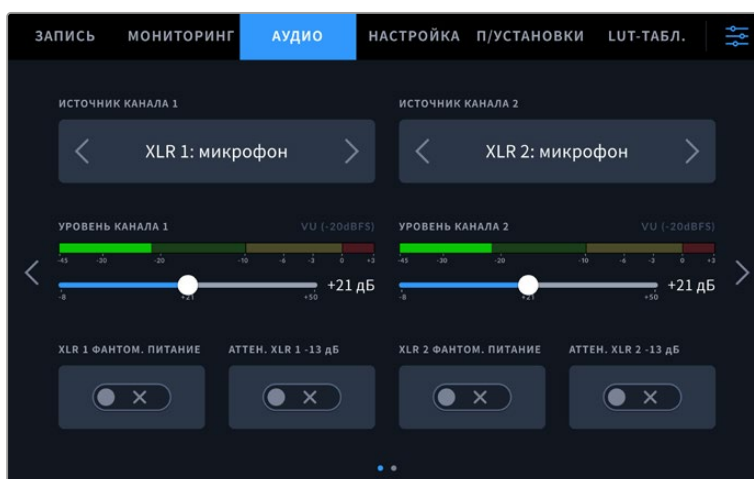 ЗАПИСЬ МОНИТОРИНГ АУДИО НАСТРОЙКА П/УСТАНОВКИ LUT-ТАБЛ.
ИСТОЧНИК КАНАЛА 1 ИСТОЧНИК КАНАЛА 2
XLR 1: микрофон XLR 2: микрофон
УРОВЕНЬ КАНАЛА 1 VU (-20dBFS) УРОВЕНЬ КАНАЛА 2 VU (-20dBFS)
-45 -30 -20 -10 -6 -3 0 +3 -45 -30 -20 -10 -6 -3 0 +3
+21 дБ +21 дБ
-8 +21 +50 -8 +21 +50
XLR 1 ФАНТОМ. ПИТАНИЕ АТТЕН. XLR 1 -13 дБ XLR 2 ФАНТОМ. ПИТАНИЕ АТТЕН. XLR 2 -13 дБ